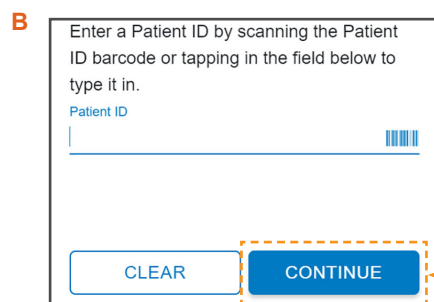 B
Enter a Patient ID by scanning the Patient
ID barcode or tapping in the field below to
type it in.
Patient ID
CLEAR CONTINUE